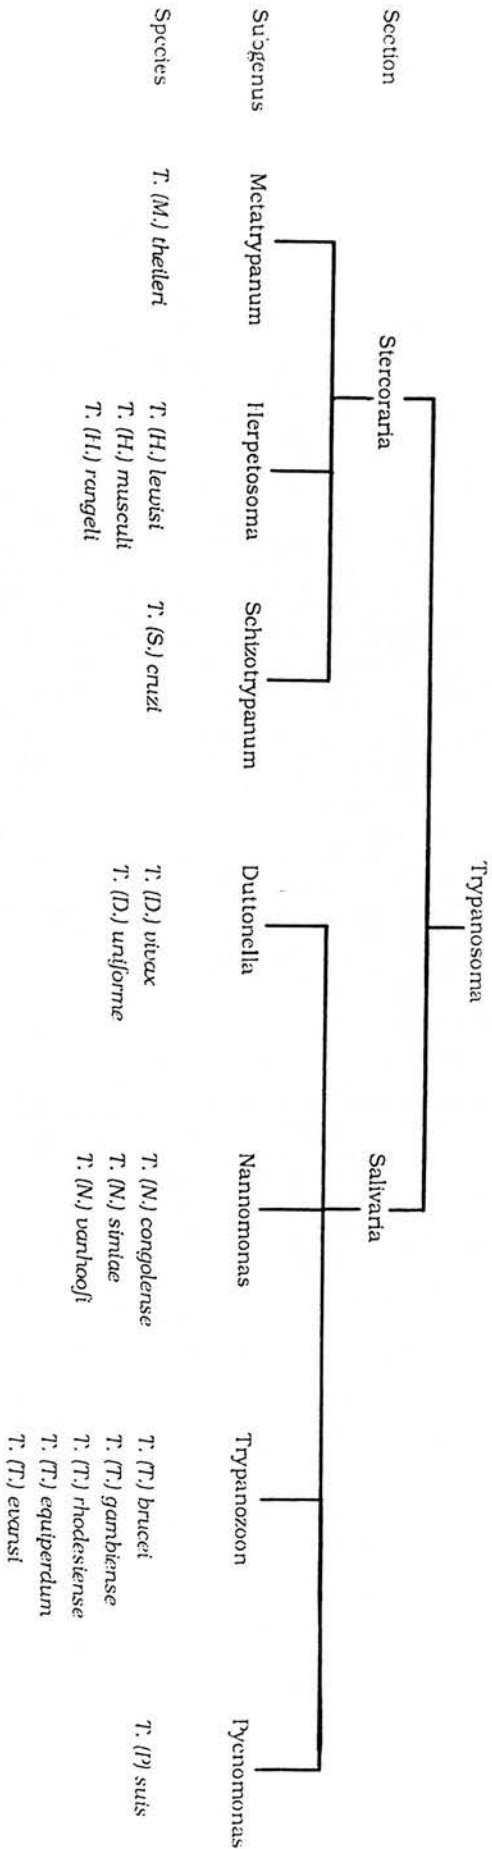 Trypanosoma
Section
Stercoraria
Salivaria
Subgenus
Metatrypanum
Herpetosoma
Schizotrypanum
Duttonella
Nannomonas
Trypanozoon
Pycnomonas
Species
T. (M.) theileri
T. (H.) lewisi
T. (H.) musculi
T. (H.) rangeli
T. (S.) cruzi
T. (D.) vivax
T. (D.) uniforme
T. (N.) congolense
T. (N.) simiae
T. (N.) vanhoofi
T. (T.) brucei
T. (T.) gambiense
T. (T.) rhodesiense
T. (T.) equiperdum
T. (T.) evansi
T. (P) suis